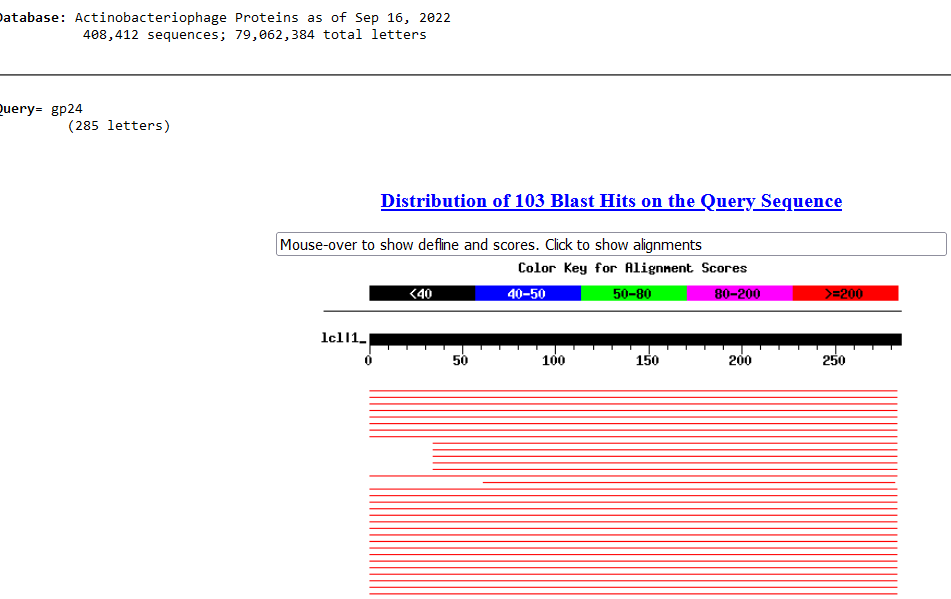 Database: Actinobacteriophage Proteins as of Sep 16, 2022
408,412 sequences; 79,062,384 total letters
Query= gp24
(285 letters)
Distribution of 103 Blast Hits on the Query Sequence
Mouse-over to show defline and scores. Click to show alignments
Color Key for Alignment Scores
<40 40-50 50-80 80-200 >=200
lcl|1_
0 50 100 150 200 250